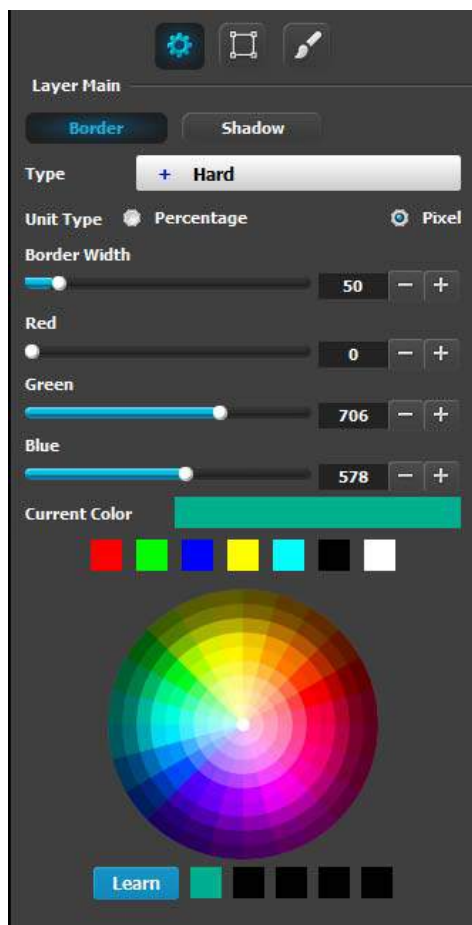 Layer Main
Border Shadow
Type + Hard
Unit Type Percentage Pixel
Border Width
50 − +
Red
0 − +
Green
706 − +
Blue
578 − +
Current Color
Learn